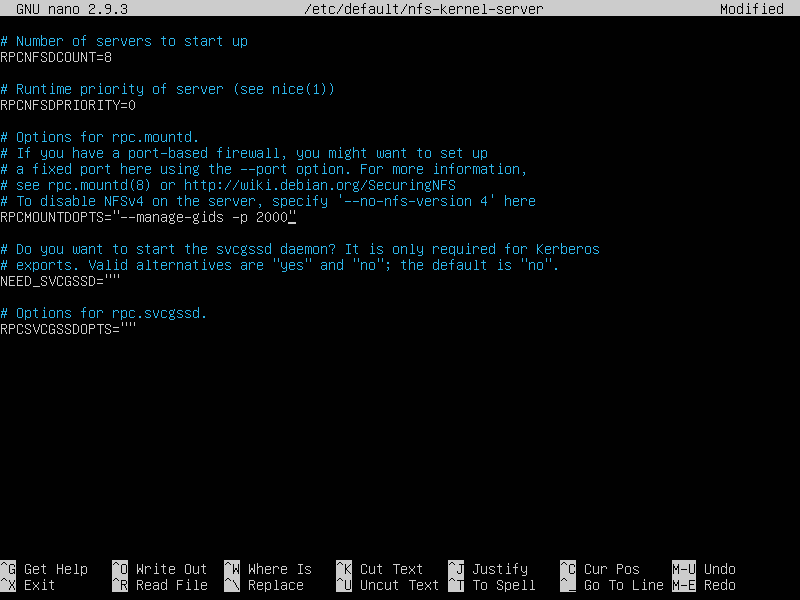 GNU nano 2.9.3 /etc/default/nfs-kernel-server Modified
# Number of servers to start up
RPCNFSDCOUNT=8
# Runtime priority of server (see nice(1))
RPCNFSDPRIORITY=0
# Options for rpc.mountd.
# If you have a port-based firewall, you might want to set up
# a fixed port here using the --port option. For more information,
# see rpc.mountd(8) or http://wiki.debian.org/SecuringNFS
# To disable NFSv4 on the server, specify '--no-nfs-version 4' here
RPCMOUNTDOPTS="--manage-gids -p 2000"
# Do you want to start the svcgssd daemon? It is only required for Kerberos
# exports. Valid alternatives are "yes" and "no"; the default is "no".
NEED_SVCGSSD=""
# Options for rpc.svcgssd.
RPCSVCGSSDOPTS=""
^G Get Help ^O Write Out ^W Where Is ^K Cut Text ^J Justify ^C Cur Pos M-U Undo
^X Exit ^R Read File ^\ Replace ^U Uncut Text ^T To Spell ^_ Go To Line M-E Redo